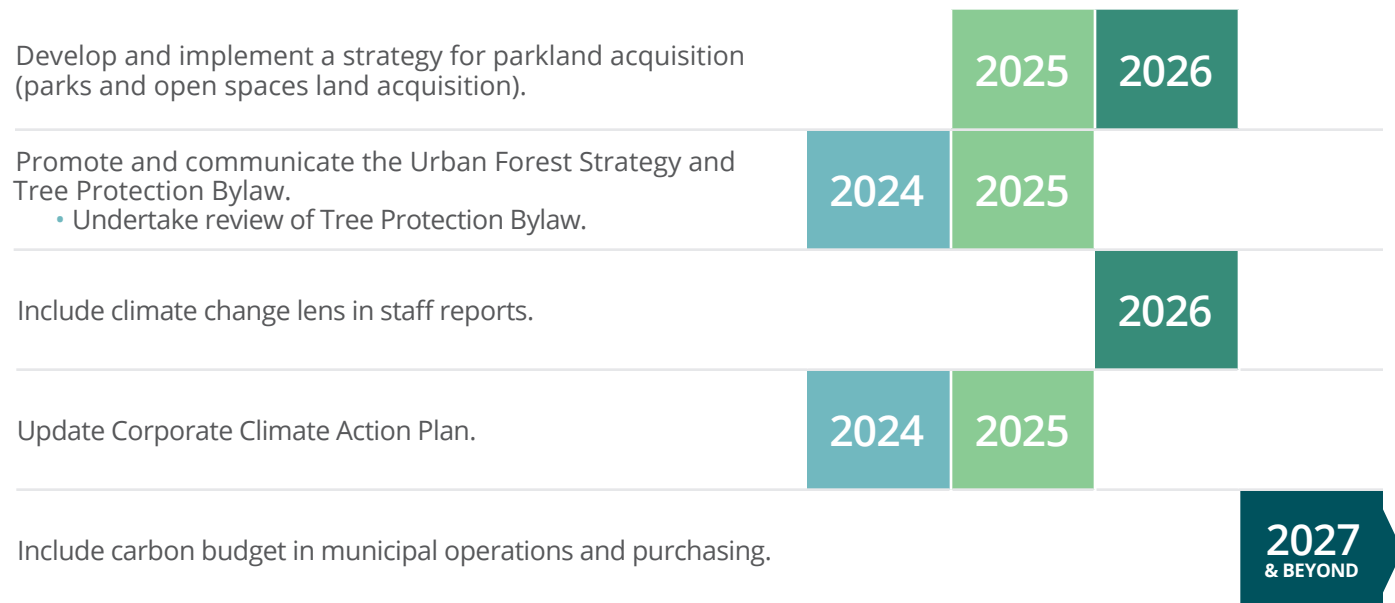 Develop and implement a strategy for parkland acquisition
(parks and open spaces land acquisition).
2025 2026
Promote and communicate the Urban Forest Strategy and
Tree Protection Bylaw.
• Undertake review of Tree Protection Bylaw.
2024 2025
Include climate change lens in staff reports.
2026
Update Corporate Climate Action Plan.
2024 2025
Include carbon budget in municipal operations and purchasing.
2027
& BEYOND